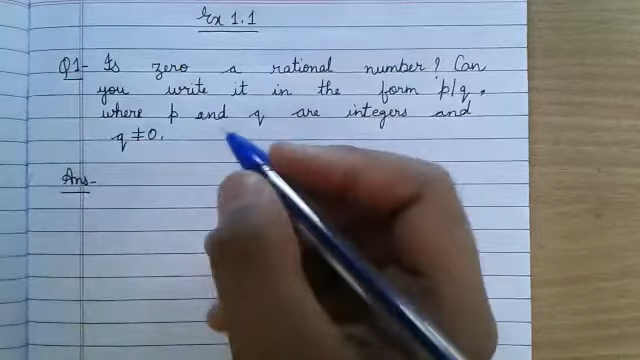 Ex 1.1
Q1- Is zero a rational number? Can
you write it in the form p/q,
where p and q are integers and
q ≠ 0.
Ans-